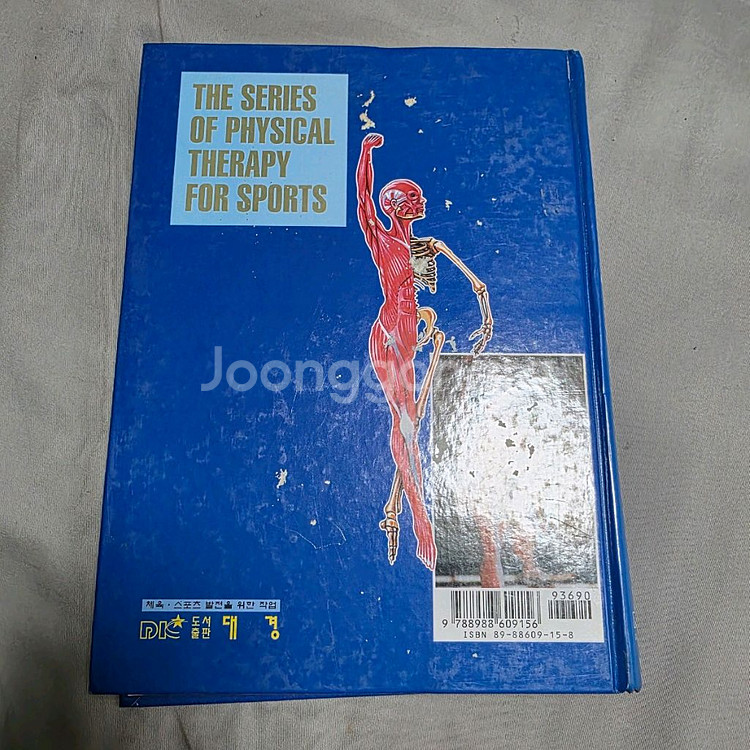 THE SERIES
OF PHYSICAL
THERAPY
FOR SPORTS
체육·스포츠 발전을 위한 작업
DK 도서출판 대경
93690
9 788988 609156
ISBN 89-88609-15-8